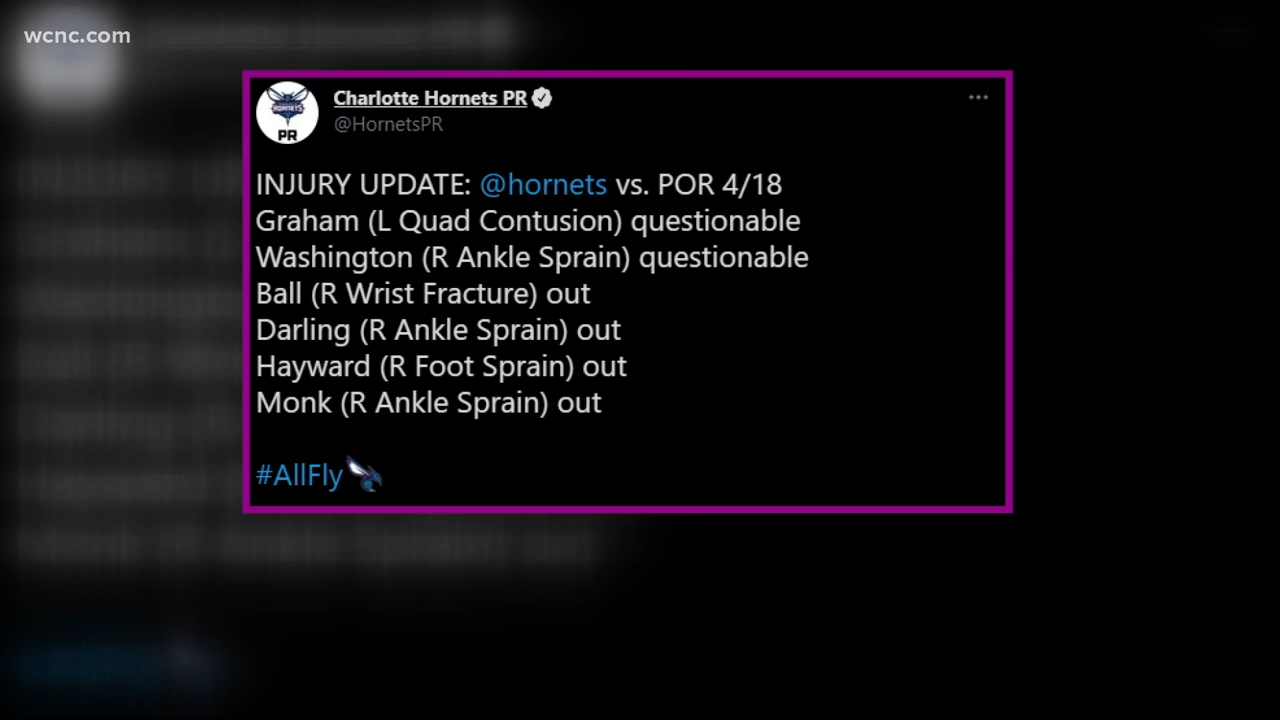 wcnc.com
Charlotte Hornets PR
HORNETS
PR
@HornetsPR
INJURY UPDATE: @hornets vs. POR 4/18
Graham (L Quad Contusion) questionable
Washington (R Ankle Sprain) questionable
Ball (R Wrist Fracture) out
Darling (R Ankle Sprain) out
Hayward (R Foot Sprain) out
Monk (R Ankle Sprain) out
#AllFly